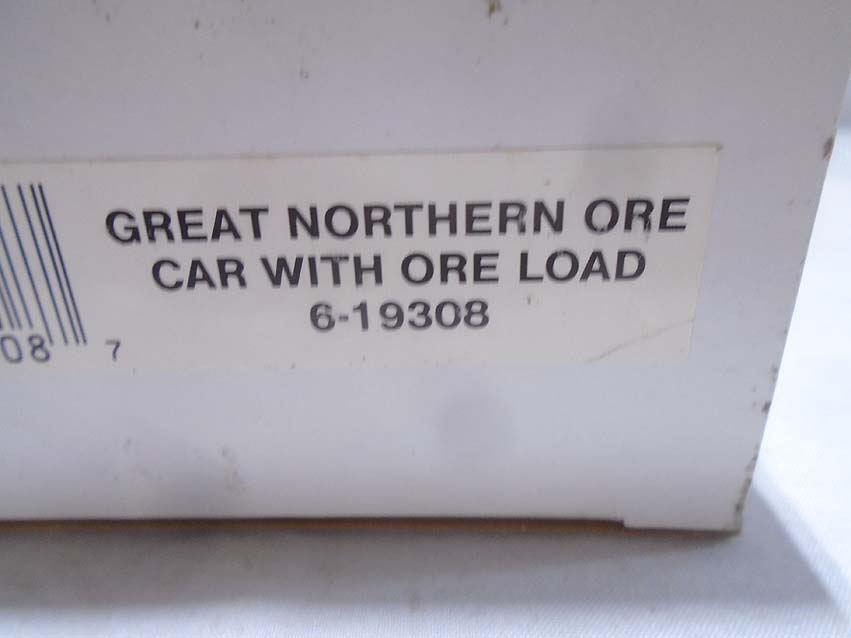 GREAT NORTHERN ORE
CAR WITH ORE LOAD
6-19308
08 7